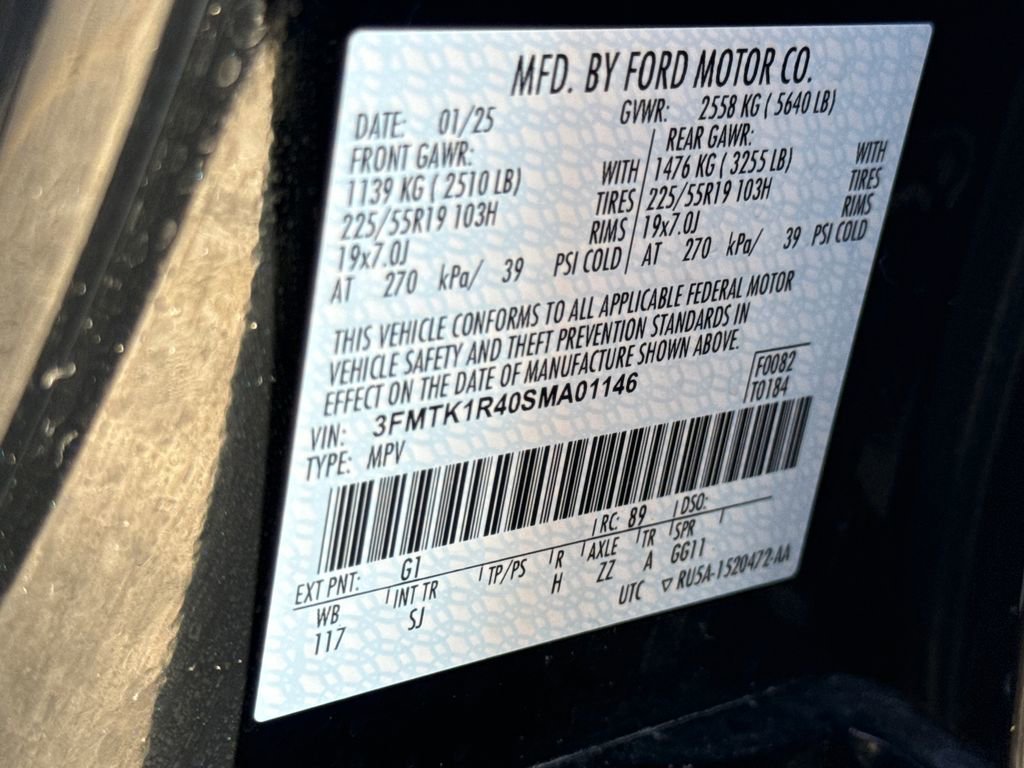 MFD. BY FORD MOTOR CO.
DATE: 01/25 GVWR: 2558 KG ( 5640 LB)
FRONT GAWR: REAR GAWR:
1139 KG ( 2510 LB) WITH 1476 KG ( 3255 LB) WITH
225/55R19 103H TIRES 225/55R19 103H TIRES
19x7.0J RIMS 19x7.0J RIMS
AT 270 kPa/ 39 PSI COLD AT 270 kPa/ 39 PSI COLD
THIS VEHICLE CONFORMS TO ALL APPLICABLE FEDERAL MOTOR
VEHICLE SAFETY AND THEFT PREVENTION STANDARDS IN
EFFECT ON THE DATE OF MANUFACTURE SHOWN ABOVE.
VIN: 3FMTK1R40SMA01146 F0082
TYPE: MPV T0184
EXT PNT: G1 RC: 89 DSO:
WB INT TR TP/PS R AXLE TR SPR
117 SJ H ZZ A GG11
UTC ▽ RU5A-1520472-AA